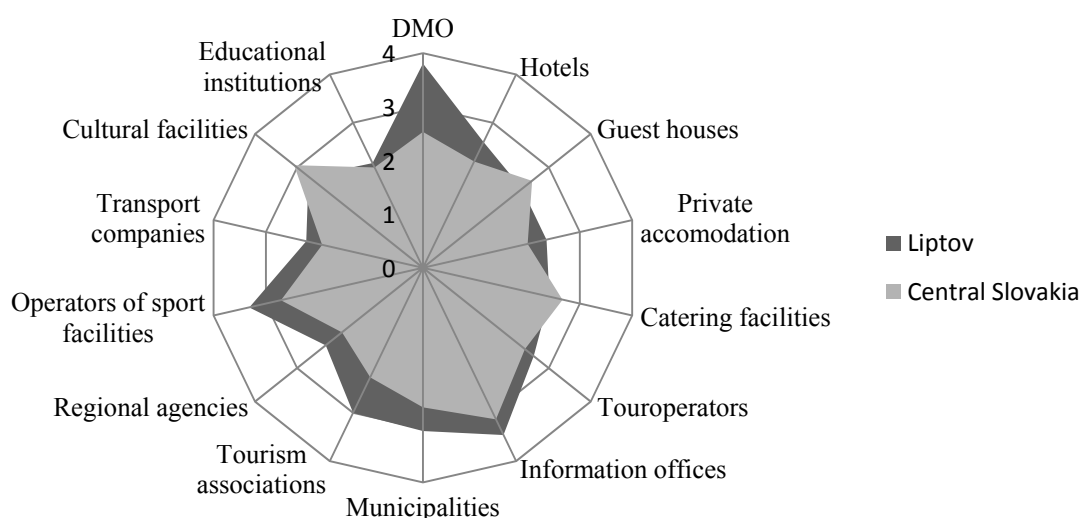 DMO
Hotels
Guest houses
Private
accomodation
Catering facilities
Touroperators
Information offices
Municipalities
Tourism
associations
Regional agencies
Operators of sport
facilities
Transport
companies
Cultural facilities
Educational
institutions
4
3
2
1
0
Liptov
Central Slovakia